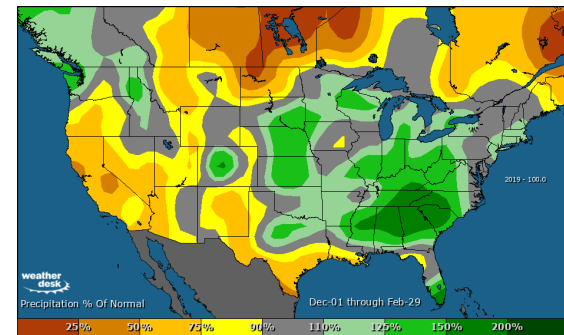 2019 - 100.0
weather
desk
Precipitation % Of Normal
Dec-01 through Feb-29
25% 50% 75% 90% 110% 125% 150% 200%